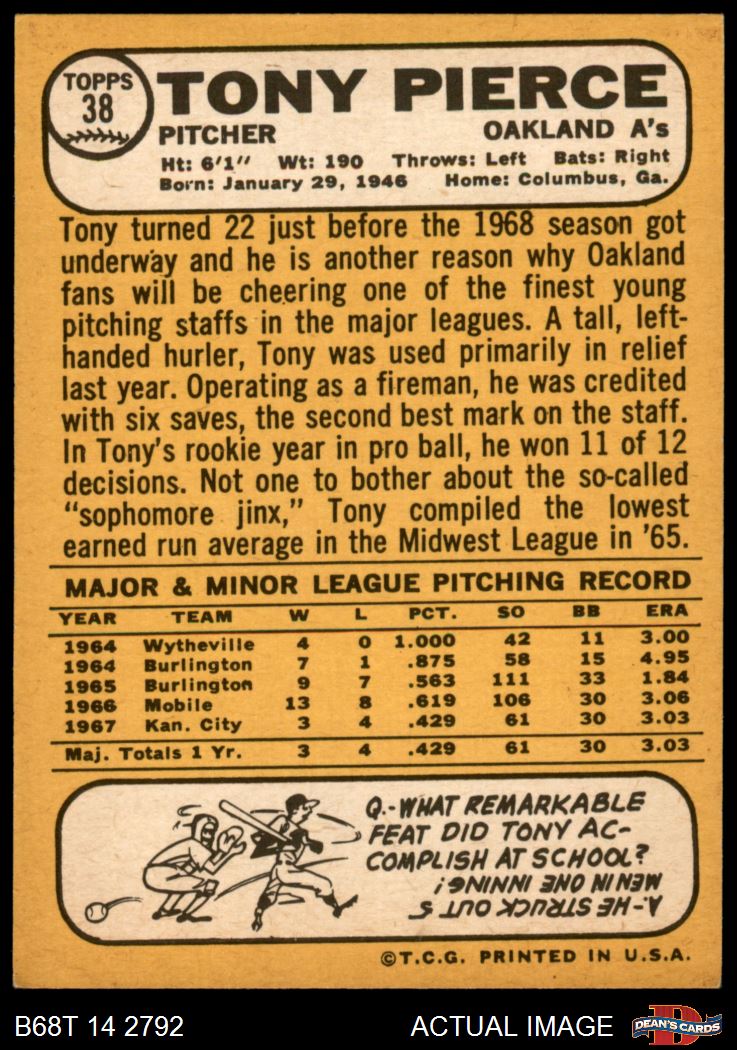 TOPPS
38
TONY PIERCE
PITCHER OAKLAND A's
Ht: 6'1" Wt: 190 Throws: Left Bats: Right
Born: January 29, 1946 Home: Columbus, Ga.
Tony turned 22 just before the 1968 season got
underway and he is another reason why Oakland
fans will be cheering one of the finest young
pitching staffs in the major leagues. A tall, left-
handed hurler, Tony was used primarily in relief
last year. Operating as a fireman, he was credited
with six saves, the second best mark on the staff.
In Tony's rookie year in pro ball, he won 11 of 12
decisions. Not one to bother about the so-called
"sophomore jinx," Tony compiled the lowest
earned run average in the Midwest League in '65.
MAJOR & MINOR LEAGUE PITCHING RECORD
YEAR TEAM W L PCT. SO BB ERA
1964 Wytheville 4 0 1.000 42 11 3.00
1964 Burlington 7 1 .875 58 15 4.95
1965 Burlington 9 7 .563 111 33 1.84
1966 Mobile 13 8 .619 106 30 3.06
1967 Kan. City 3 4 .429 61 30 3.03
Maj. Totals 1 Yr. 3 4 .429 61 30 3.03
Q.-WHAT REMARKABLE
FEAT DID TONY AC-
COMPLISH AT SCHOOL?
A-HE STRUCK OUT 5
MEN IN ONE INNING!
©T.C.G. PRINTED IN U.S.A.
B68T 14 2792 ACTUAL IMAGE DEAN'S CARDS